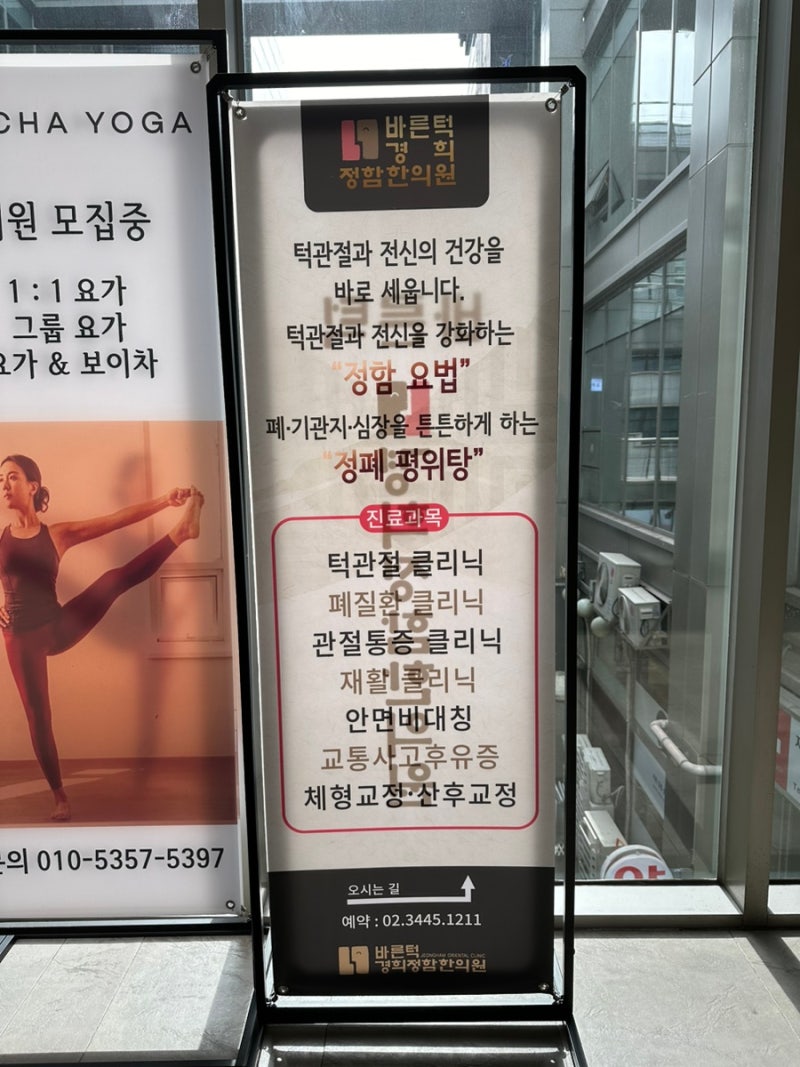 CHA YOGA
원 모집중
1 : 1 요가
그룹 요가
요가 & 보이차
010-5357-5397
바른턱
경희
정함한의원
턱관절과 전신의 건강을
바로 세웁니다.
턱관절과 전신을 강화하는
“정함 요법”
폐·기관지·심장을 튼튼하게 하는
“정폐 평위탕”
진료과목
턱관절 클리닉
폐질환 클리닉
관절통증 클리닉
재활 클리닉
안면비대칭
교통사고후유증
체형교정·산후교정
오시는 길
예약 : 02.3445.1211
바른턱 JEONGHAM ORIENTAL CLINIC
경희정함한의원